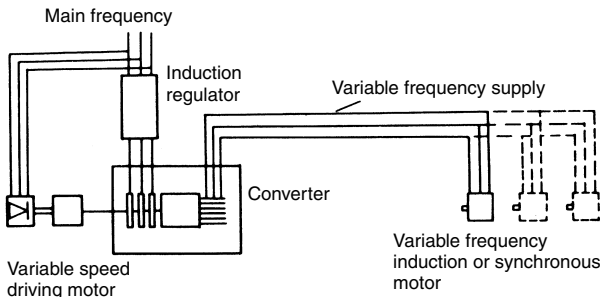 Main frequency
Induction
regulator
Variable frequency supply
Converter
Variable speed
driving motor
Variable frequency
induction or synchronous
motor